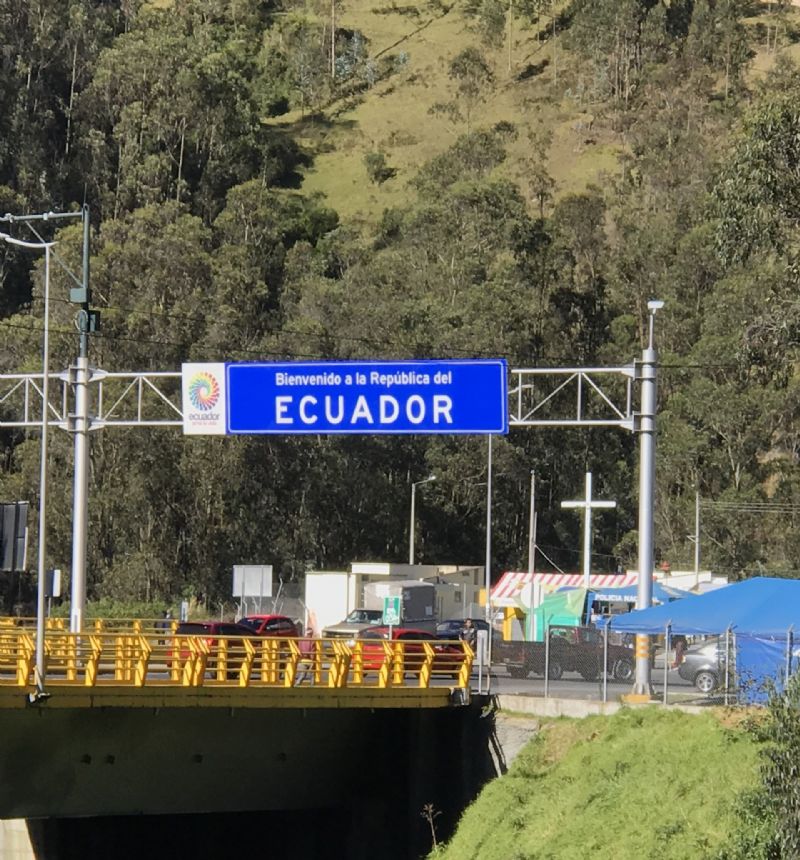 Bienvenido a la República del
ECUADOR
ecuador
POLICIA NAC